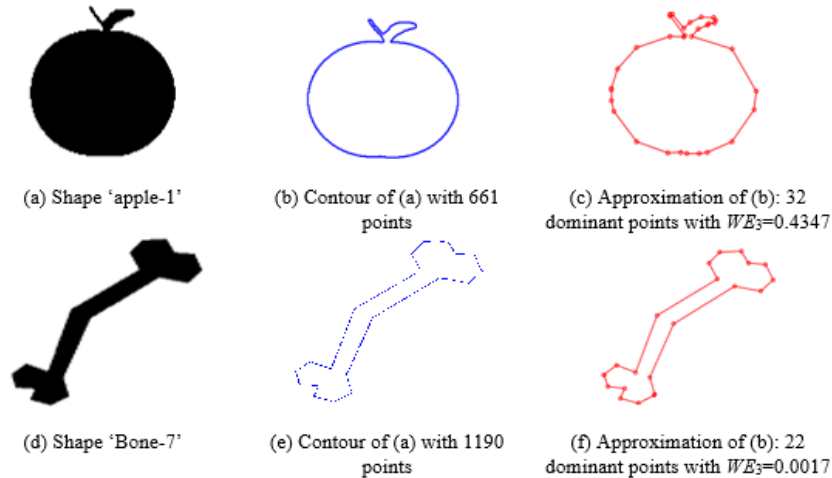 (a) Shape ‘apple-1’
(b) Contour of (a) with 661
points
(c) Approximation of (b): 32
dominant points with WE3=0.4347
(d) Shape ‘Bone-7’
(e) Contour of (a) with 1190
points
(f) Approximation of (b): 22
dominant points with WE3=0.0017